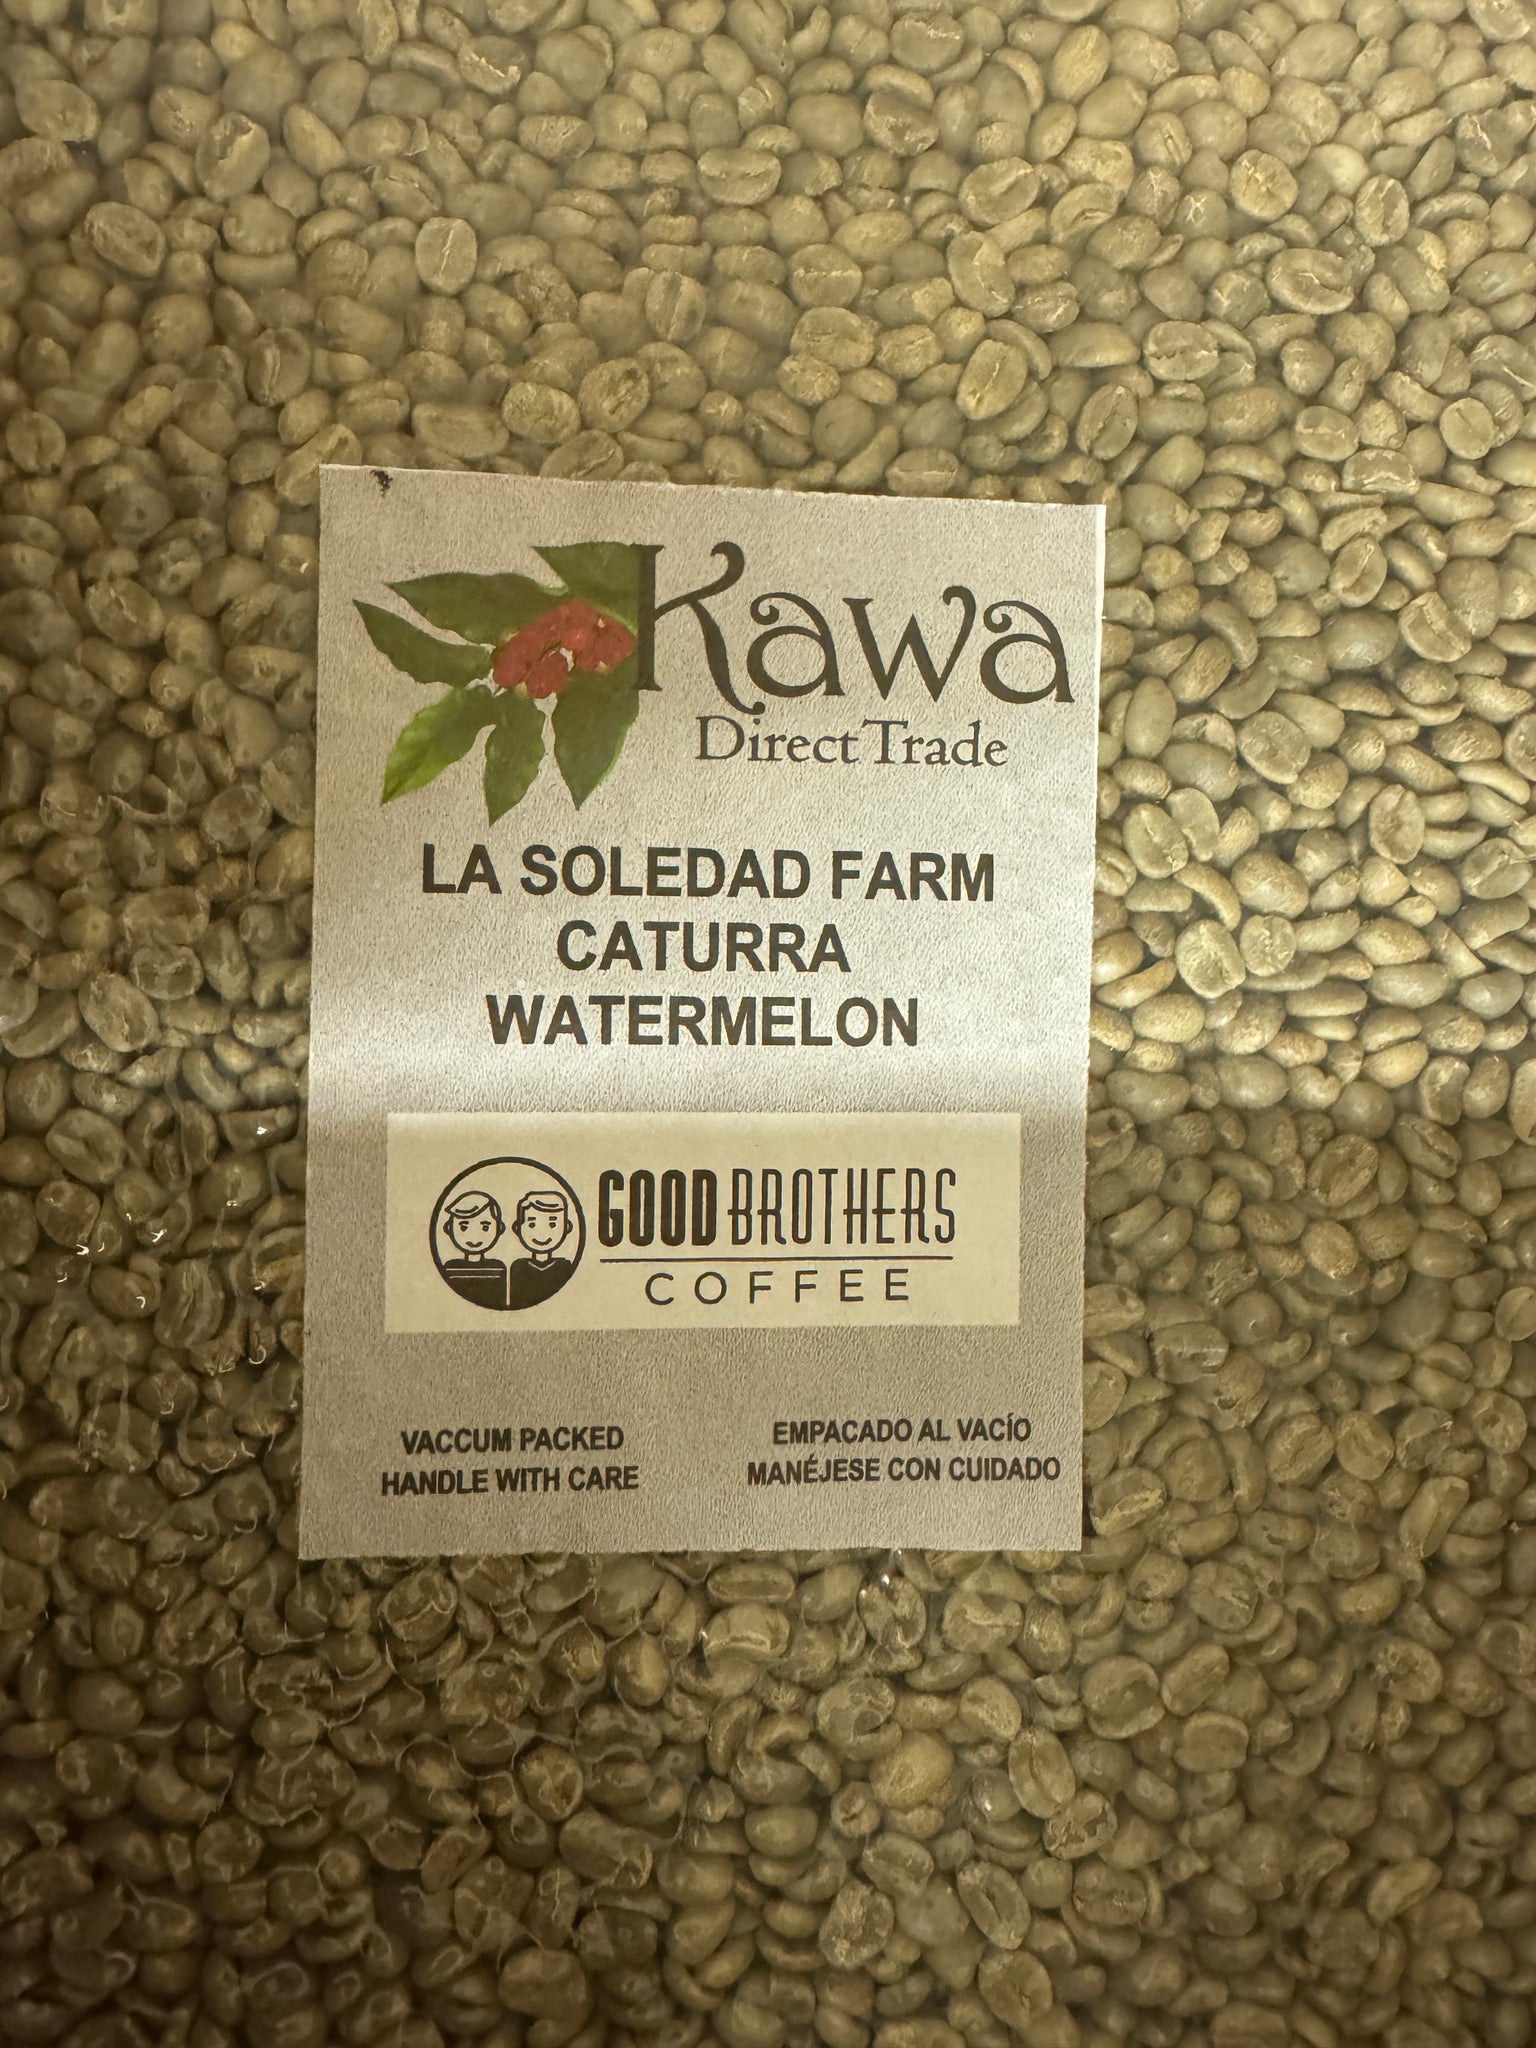 Kawa
Direct Trade
LA SOLEDAD FARM
CATURRA
WATERMELON
GOOD BROTHERS
COFFEE
VACCUM PACKED
HANDLE WITH CARE
EMPACADO AL VACÍO
MANÉJESE CON CUIDADO